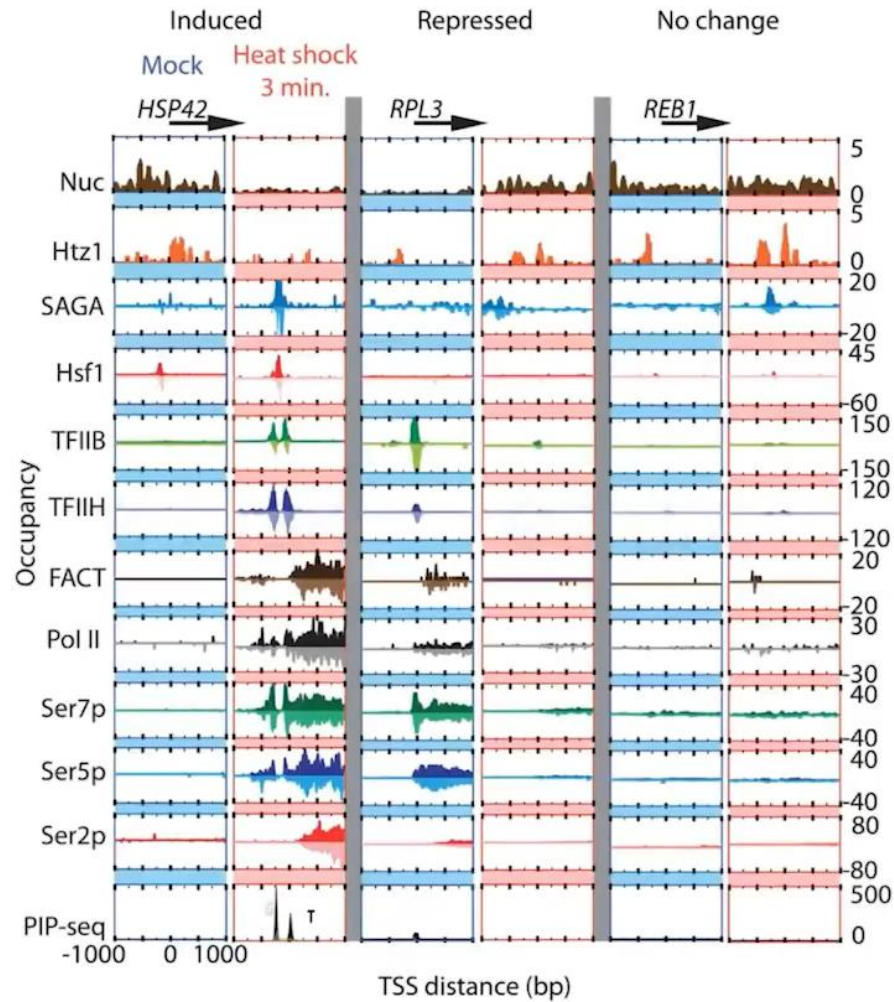 Induced Repressed No change
Mock Heat shock
3 min.
HSP42 RPL3 REB1
Nuc 5
0
Htz1 5
0
SAGA 20
-20
Hsf1 45
-60
TFIIB 150
-150
TFIIH 120
-120
FACT 20
-20
Pol II 30
-30
Ser7p 40
-40
Ser5p 40
-40
Ser2p 80
-80
PIP-seq 500
0
T
Occupancy
-1000 0 1000
TSS distance (bp)